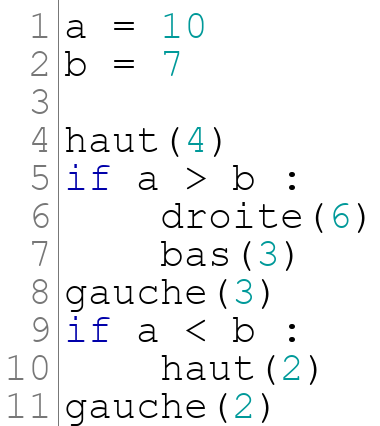 1 a = 10
2 b = 7
3
4 haut(4)
5 if a > b :
6     droite(6)
7     bas(3)
8 gauche(3)
9 if a < b :
10     haut(2)
11 gauche(2)